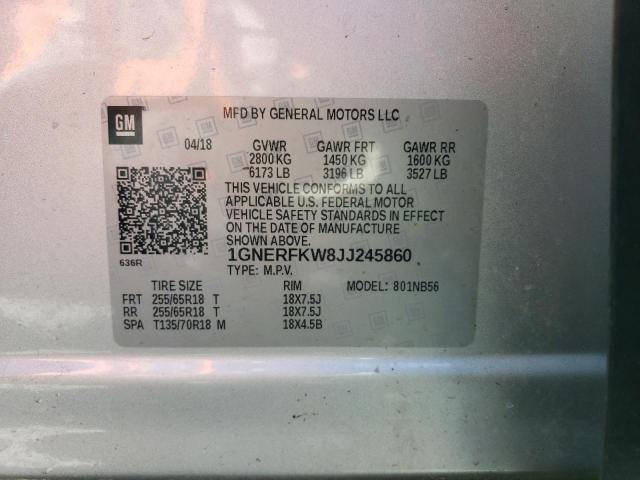 GM
MFD BY GENERAL MOTORS LLC
04/18 GVWR GAWR FRT GAWR RR
2800 KG 1450 KG 1600 KG
6173 LB 3196 LB 3527 LB
THIS VEHICLE CONFORMS TO ALL
APPLICABLE U.S. FEDERAL MOTOR
VEHICLE SAFETY STANDARDS IN EFFECT
ON THE DATE OF MANUFACTURE
SHOWN ABOVE.
636R
1GNERFKW8JJ245860
TYPE: M.P.V.
TIRE SIZE RIM MODEL: 801NB56
FRT 255/65R18 T 18X7.5J
RR 255/65R18 T 18X7.5J
SPA T135/70R18 M 18X4.5B